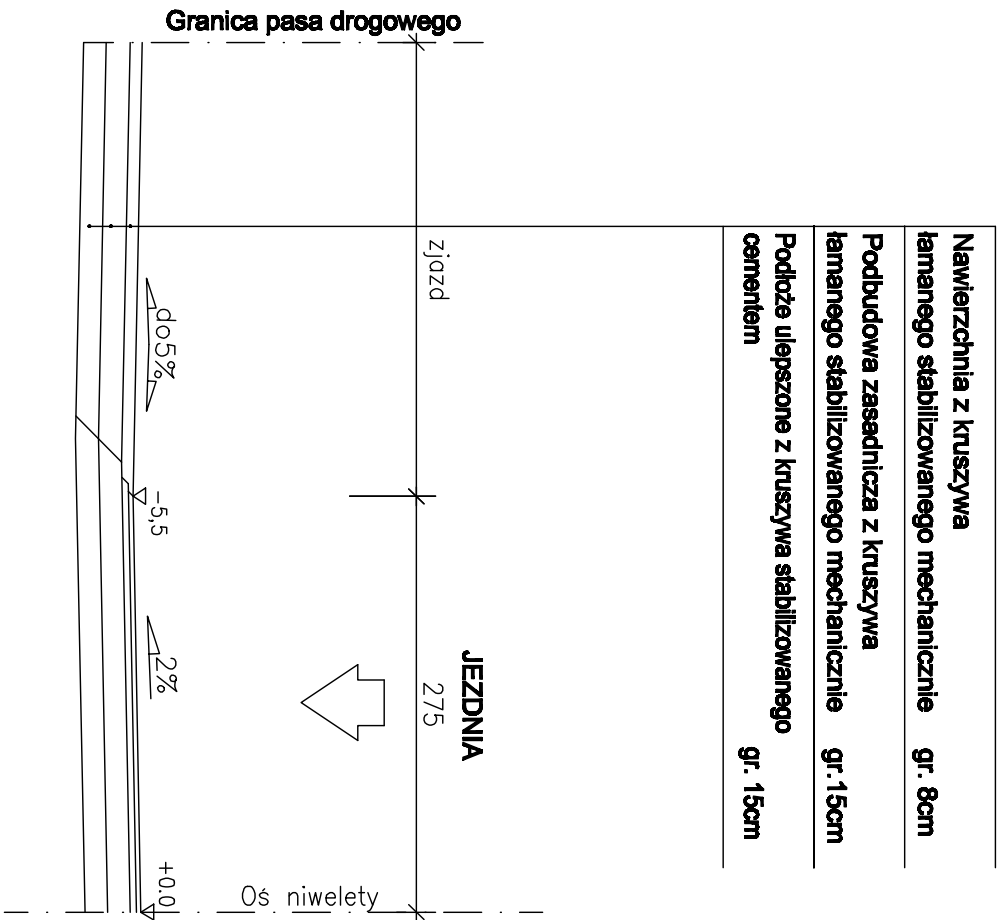 Granica pasa drogowego
Nawierzchnia z kruszywa
łamanego stabilizowanego mechanicznie gr. 8cm
Podbudowa zasadnicza z kruszywa
łamanego stabilizowanego mechanicznie gr.15cm
Podłoże ulepszone z kruszywa stabilizowanego
cementem gr. 15cm
zjazd
do5%
-5,5
2%
JEZDNIA
275
+0.0
Oś niwelety